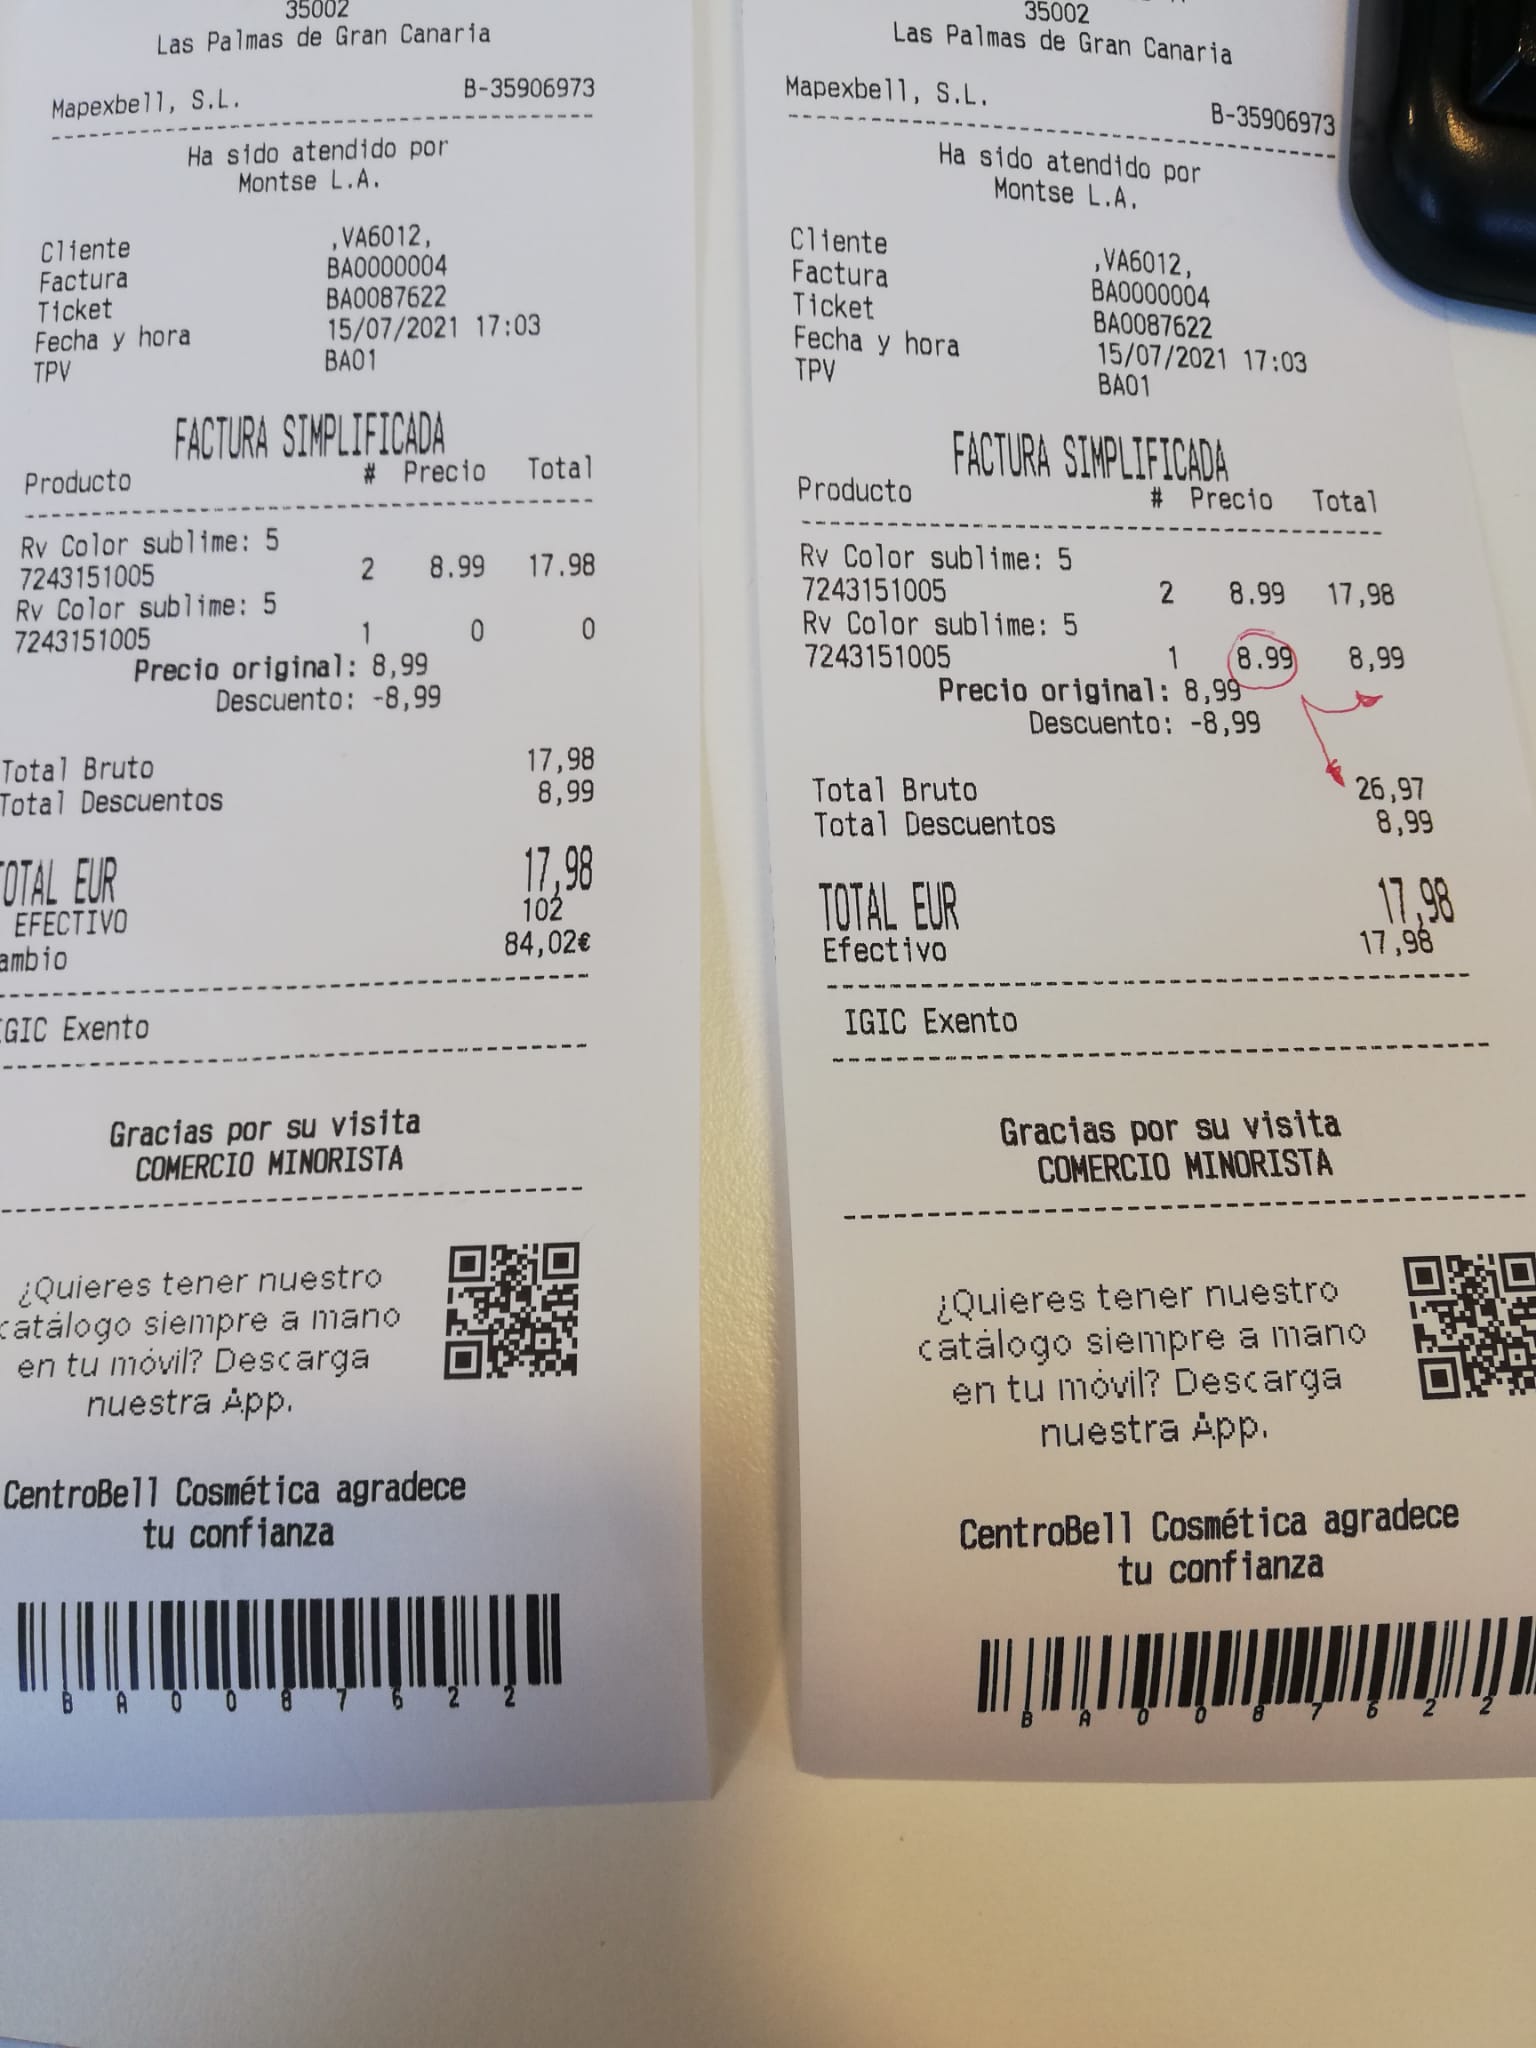 35002
Las Palmas de Gran Canaria
Mapexbell, S.L. B-35906973
Ha sido atendido por
Montse L.A.
Cliente ,VA6012,
Factura BA0000004
Ticket BA0087622
Fecha y hora 15/07/2021 17:03
TPV BA01
FACTURA SIMPLIFICADA
Producto # Precio Total
Rv Color sublime: 5
7243151005 2 8.99 17.98
Rv Color sublime: 5
7243151005 1 0 0
Precio original: 8,99
Descuento: -8,99
Total Bruto 17,98
Total Descuentos 8,99
TOTAL EUR 17,98
EFECTIVO 102
ambio 84,02€
IGIC Exento
Gracias por su visita
COMERCIO MINORISTA
¿Quieres tener nuestro
catálogo siempre a mano
en tu móvil? Descarga
nuestra App.
CentroBell Cosmética agradece
tu confianza
BA0087622
35002
Las Palmas de Gran Canaria
Mapexbell, S.L. B-35906973
Ha sido atendido por
Montse L.A.
Cliente ,VA6012,
Factura BA0000004
Ticket BA0087622
Fecha y hora 15/07/2021 17:03
TPV BA01
FACTURA SIMPLIFICADA
Producto # Precio Total
Rv Color sublime: 5
7243151005 2 8.99 17,98
Rv Color sublime: 5
7243151005 1 8.99 8,99
Precio original: 8,99
Descuento: -8,99
Total Bruto 26,97
Total Descuentos 8,99
TOTAL EUR 17,98
Efectivo 17,98
IGIC Exento
Gracias por su visita
COMERCIO MINORISTA
¿Quieres tener nuestro
catálogo siempre a mano
en tu móvil? Descarga
nuestra App.
CentroBell Cosmética agradece
tu confianza
BA0087622